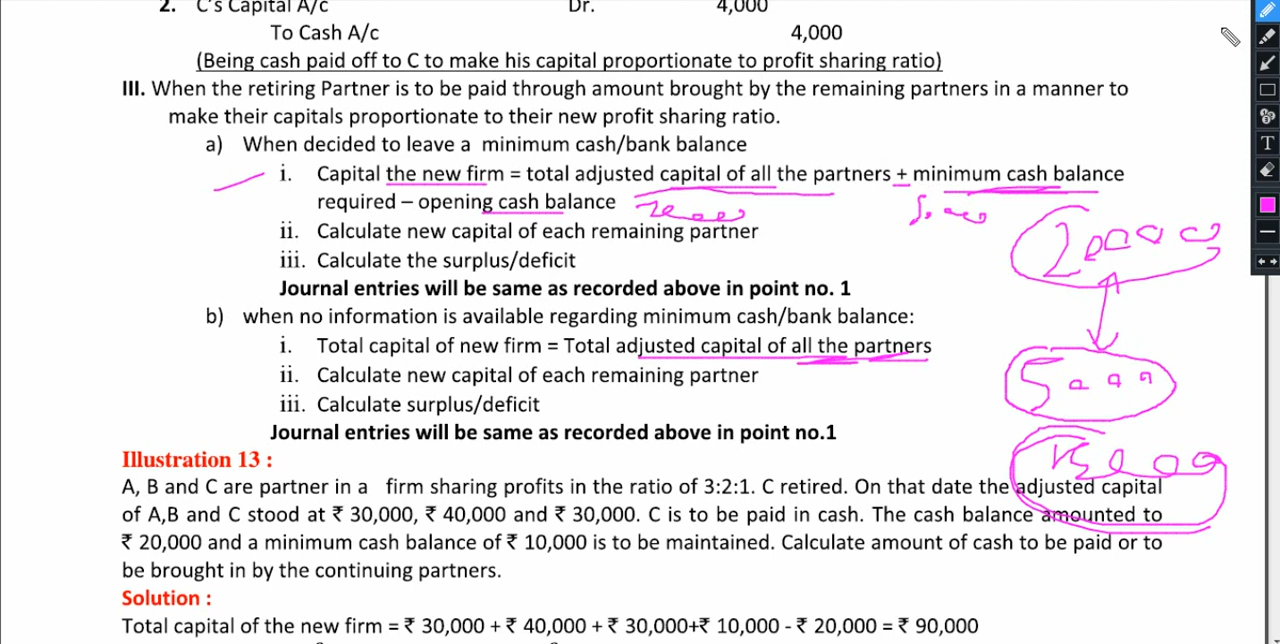 2. C's Capital A/c Dr. 4,000
To Cash A/c 4,000
(Being cash paid off to C to make his capital proportionate to profit sharing ratio)
III. When the retiring Partner is to be paid through amount brought by the remaining partners in a manner to
make their capitals proportionate to their new profit sharing ratio.
a) When decided to leave a minimum cash/bank balance
i. Capital the new firm = total adjusted capital of all the partners + minimum cash balance
required – opening cash balance
ii. Calculate new capital of each remaining partner
20000
iii. Calculate the surplus/deficit
Journal entries will be same as recorded above in point no. 1
b) when no information is available regarding minimum cash/bank balance:
i. Total capital of new firm = Total adjusted capital of all the partners
ii. Calculate new capital of each remaining partner
5000
iii. Calculate surplus/deficit
Journal entries will be same as recorded above in point no.1
Illustration 13 :
15000
A, B and C are partner in a firm sharing profits in the ratio of 3:2:1. C retired. On that date the adjusted capital
of A,B and C stood at ₹ 30,000, ₹ 40,000 and ₹ 30,000. C is to be paid in cash. The cash balance amounted to
₹ 20,000 and a minimum cash balance of ₹ 10,000 is to be maintained. Calculate amount of cash to be paid or to
be brought in by the continuing partners.
Solution :
Total capital of the new firm = ₹ 30,000 + ₹ 40,000 + ₹ 30,000+₹ 10,000 - ₹ 20,000 = ₹ 90,000